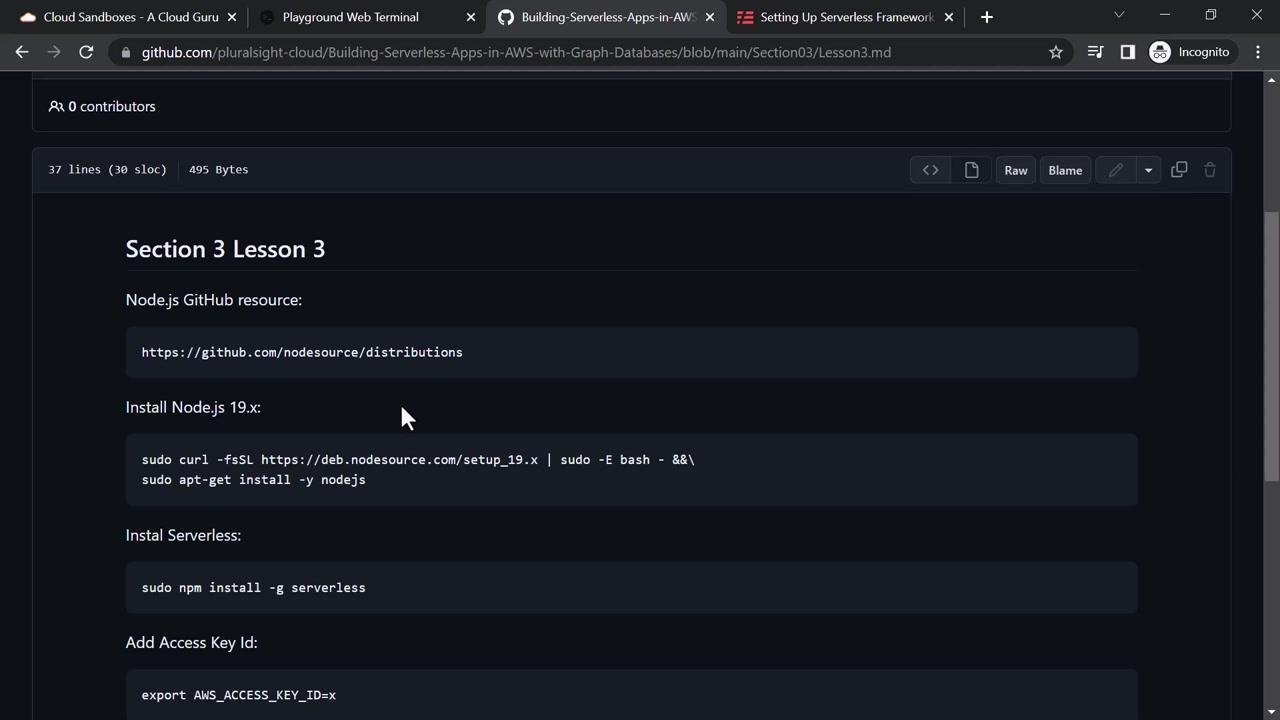 Cloud Sandboxes - A Cloud Guru
Playground Web Terminal
Building-Serverless-Apps-in-AWS
Setting Up Serverless Framework
github.com/pluralsight-cloud/Building-Serverless-Apps-in-AWS-with-Graph-Databases/blob/main/Section03/Lesson3.md
Incognito
0 contributors
37 lines (30 sloc)
495 Bytes
Raw
Blame
Section 3 Lesson 3
Node.js GitHub resource:
https://github.com/nodesource/distributions
Install Node.js 19.x:
sudo curl -fsSL https://deb.nodesource.com/setup_19.x | sudo -E bash - &&\
sudo apt-get install -y nodejs
Instal Serverless:
sudo npm install -g serverless
Add Access Key Id:
export AWS_ACCESS_KEY_ID=x